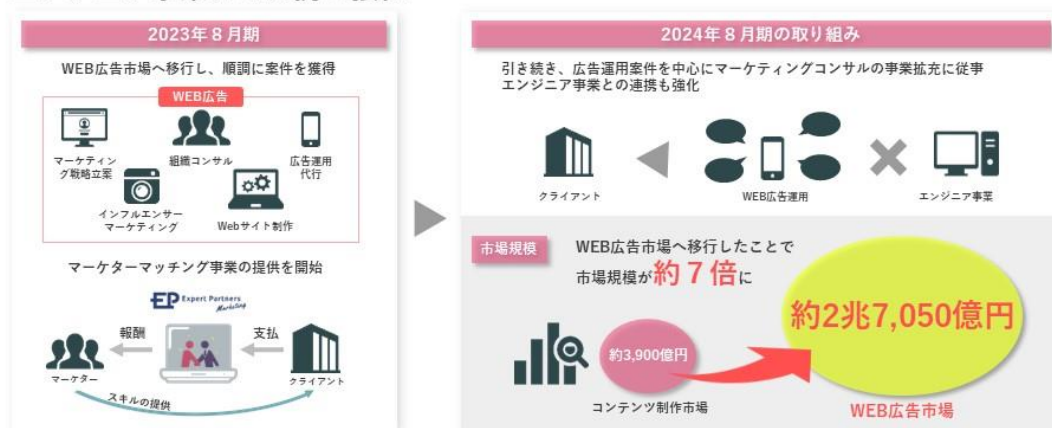 2023年8月期
WEB広告市場へ移行し、順調に案件を獲得
WEB広告
マーケティン
グ戦略立案
組織コンサル
広告運用
代行
インフルエンサー
マーケティング
Webサイト制作
マーケターマッチング事業の提供を開始
EP Expert Partners
Marketing
報酬
支払
マーケター
クライアント
スキルの提供
2024年8月期の取り組み
引き続き、広告運用案件を中心にマーケティングコンサルの事業拡充に従事
エンジニア事業との連携も強化
クライアント
WEB広告運用
エンジニア事業
市場規模
WEB広告市場へ移行したことで
市場規模が約7倍に
約3,900億円
コンテンツ制作市場
約2兆7,050億円
WEB広告市場